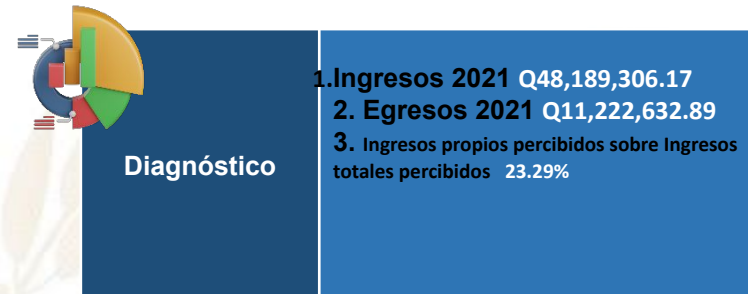 Diagnóstico
1.Ingresos 2021 Q48,189,306.17
2. Egresos 2021 Q11,222,632.89
3. Ingresos propios percibidos sobre Ingresos
totales percibidos 23.29%